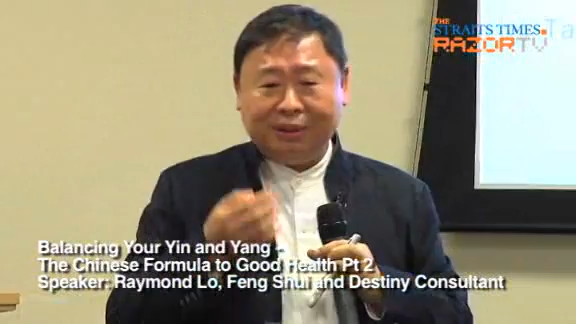 THE
STRAITS TIMES
RAZORTV
Ta
Balancing Your Yin and Yang -
The Chinese Formula to Good Health Pt 2
Speaker: Raymond Lo, Feng Shui and Destiny Consultant